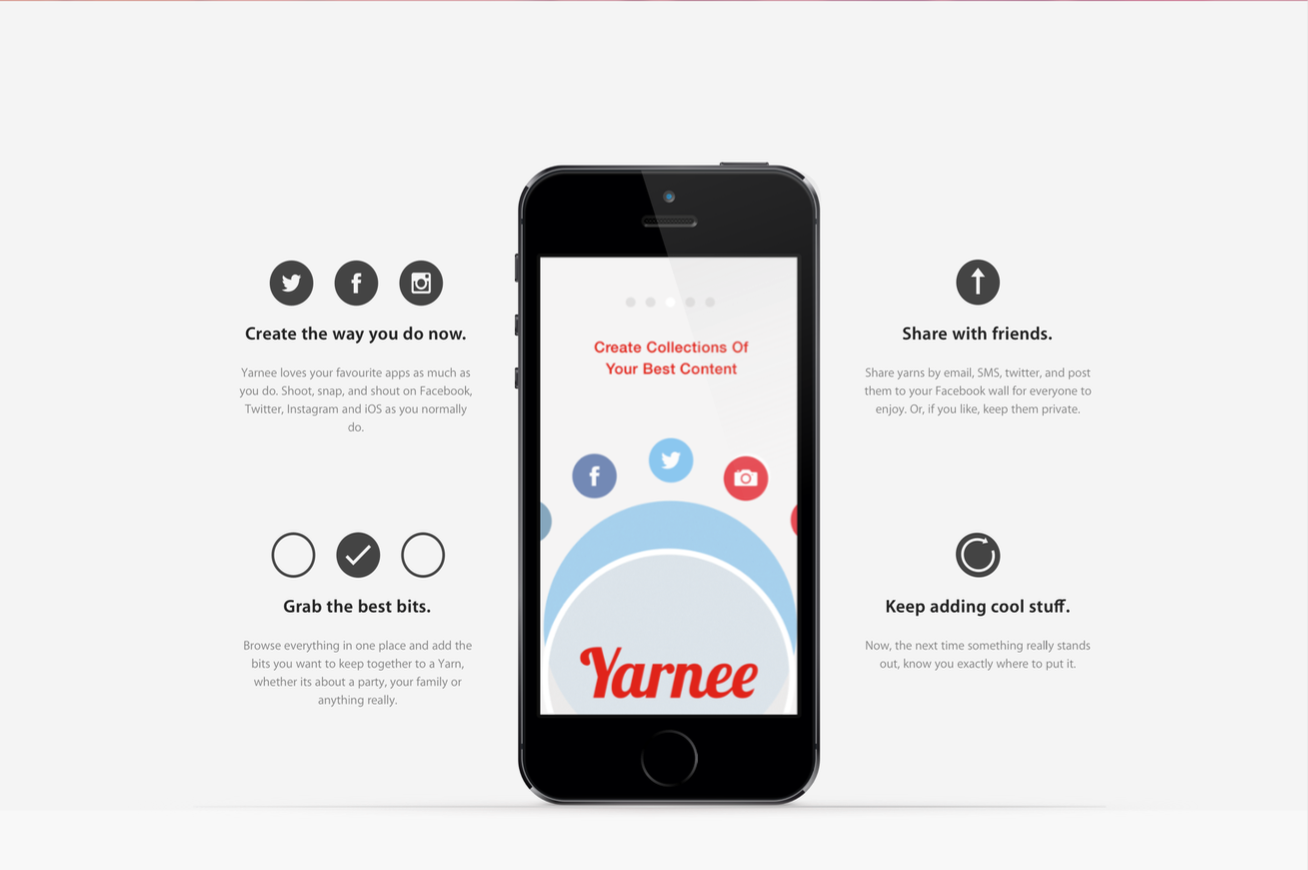 Create the way you do now.
Yarnee loves your favourite apps as much as
you do. Shoot, snap, and shout on Facebook,
Twitter, Instagram and iOS as you normally
do.
Grab the best bits.
Browse everything in one place and add the
bits you want to keep together to a Yarn,
whether its about a party, your family or
anything really.
Create Collections Of
Your Best Content
Yarnee
Share with friends.
Share yarns by email, SMS, twitter, and post
them to your Facebook wall for everyone to
enjoy. Or, if you like, keep them private.
Keep adding cool stuff.
Now, the next time something really stands
out, know you exactly where to put it.